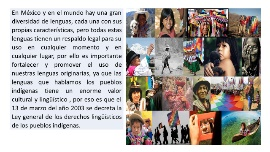 En México y en el mundo hay una gran
diversidad de lenguas, cada una con sus
propias características, pero todas estas
lenguas tienen un respaldo legal para su
uso en cualquier momento y en
cualquier lugar, por ello es importante
fortalecer y promover el uso de
nuestras lenguas originarias, ya que las
lenguas que hablamos los pueblos
indígenas tiene un enorme valor
cultural y lingüístico , por eso es que el
13 de marzo del año 2003 se decreta la
Ley general de los derechos lingüísticos
de los pueblos indígenas.